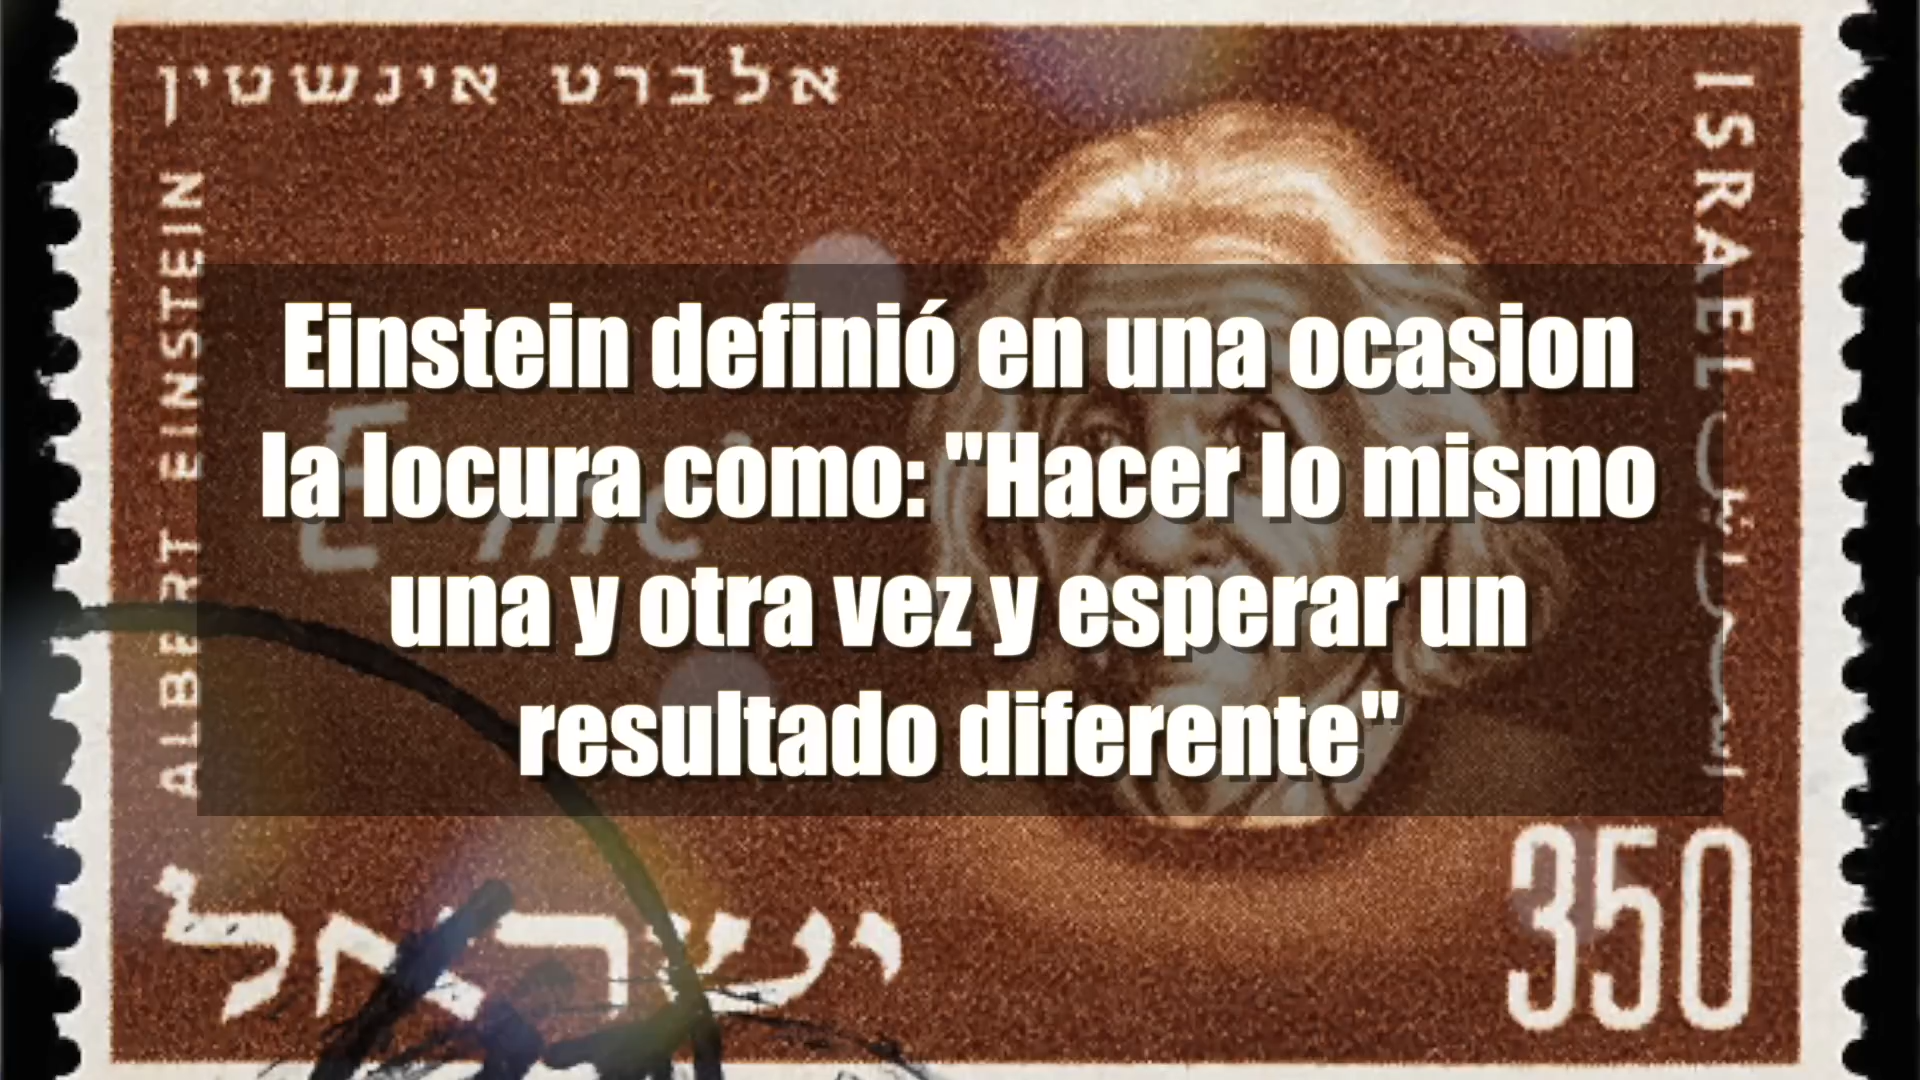 אלברט אינשטין
ALBERT EINSTEIN
ISRAEL
Einstein definió en una ocasion
la locura como: "Hacer lo mismo
una y otra vez y esperar un
resultado diferente"
ישראל
350